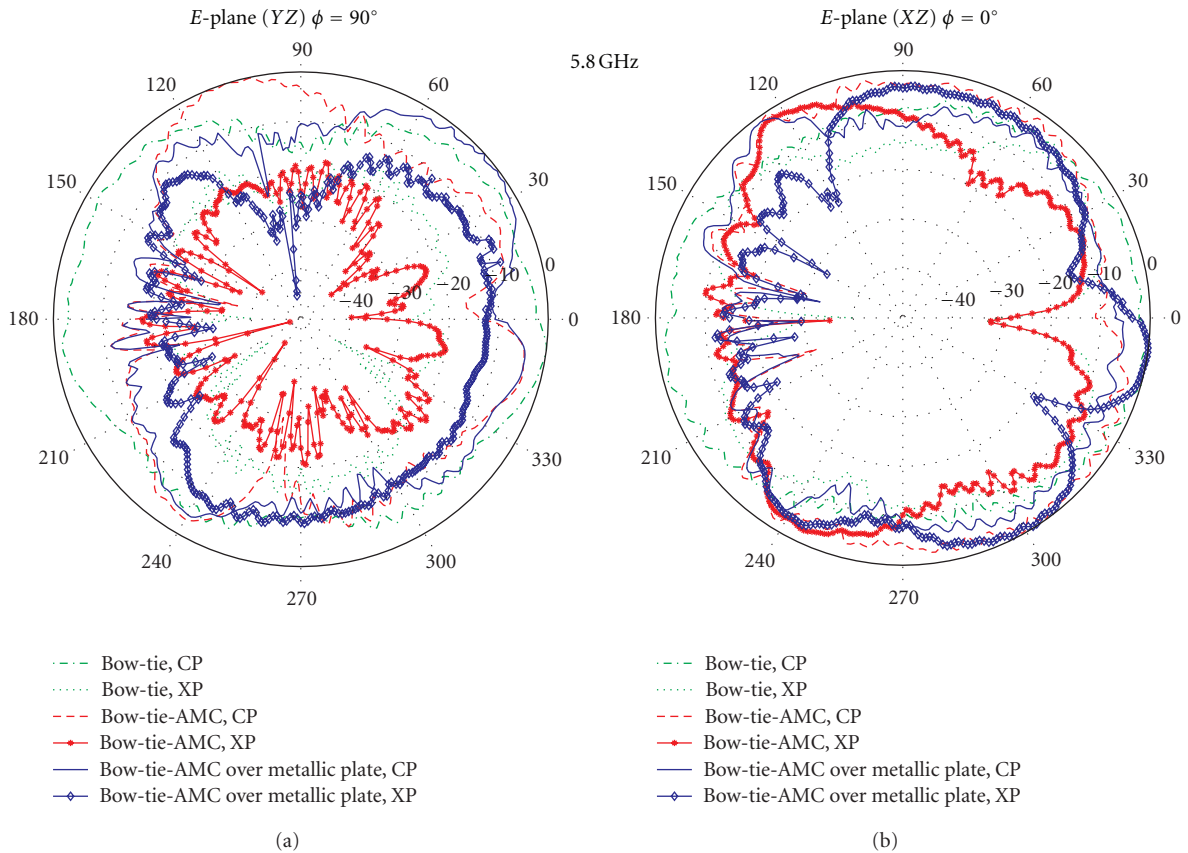 E-plane (YZ) ϕ = 90°
90
120
60
150
30
180
0
0
−10
−20
−30
−40
210
330
240
300
270
Bow-tie, CP
Bow-tie, XP
Bow-tie-AMC, CP
Bow-tie-AMC, XP
Bow-tie-AMC over metallic plate, CP
Bow-tie-AMC over metallic plate, XP
(a)
5.8 GHz
E-plane (XZ) ϕ = 0°
90
120
60
150
30
180
0
0
−10
−20
−30
−40
210
330
240
300
270
Bow-tie, CP
Bow-tie, XP
Bow-tie-AMC, CP
Bow-tie-AMC, XP
Bow-tie-AMC over metallic plate, CP
Bow-tie-AMC over metallic plate, XP
(b)